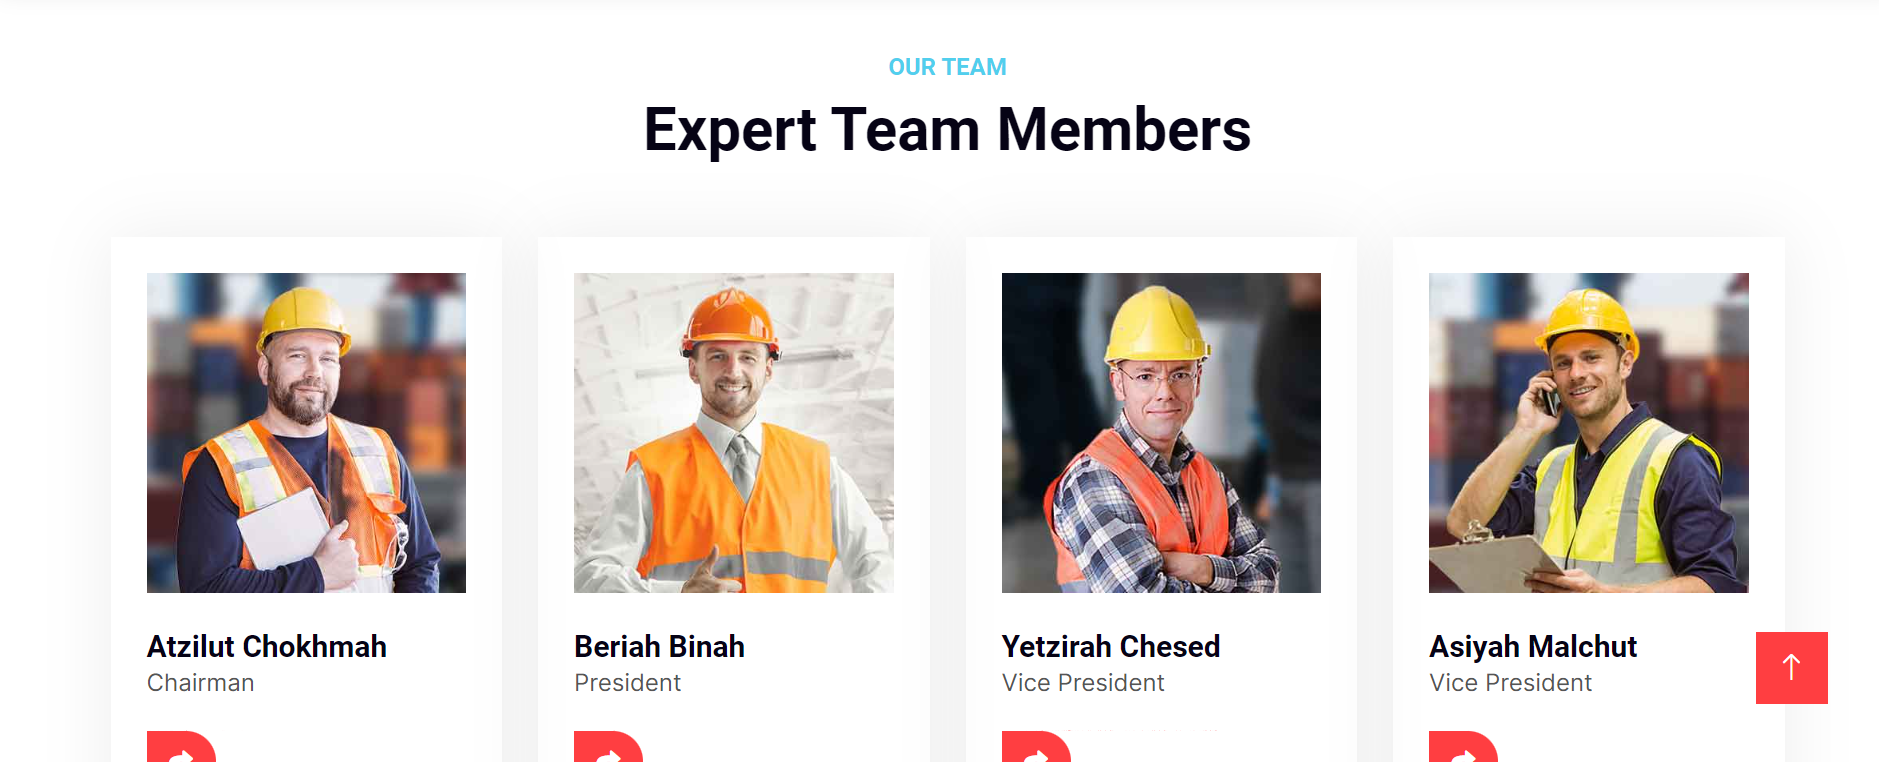 OUR TEAM
Expert Team Members
Atzilut Chokhmah
Chairman
Beriah Binah
President
Yetzirah Chesed
Vice President
Asiyah Malchut
Vice President